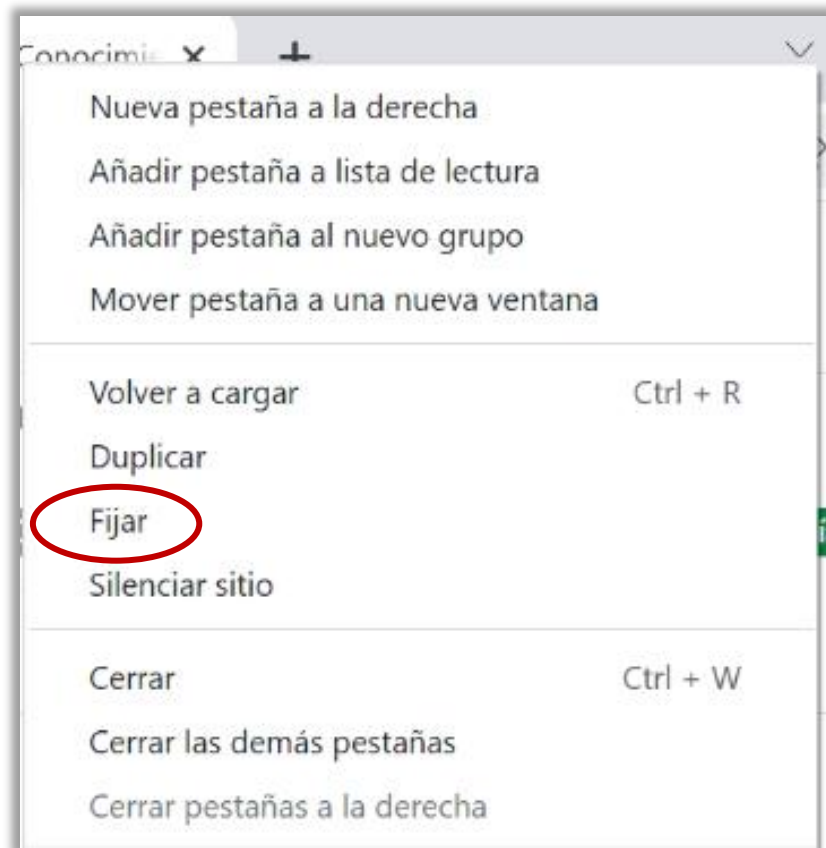 Conocimi
Nueva pestaña a la derecha
Añadir pestaña a lista de lectura
Añadir pestaña al nuevo grupo
Mover pestaña a una nueva ventana
Volver a cargar Ctrl + R
Duplicar
Fijar
Silenciar sitio
Cerrar Ctrl + W
Cerrar las demás pestañas
Cerrar pestañas a la derecha